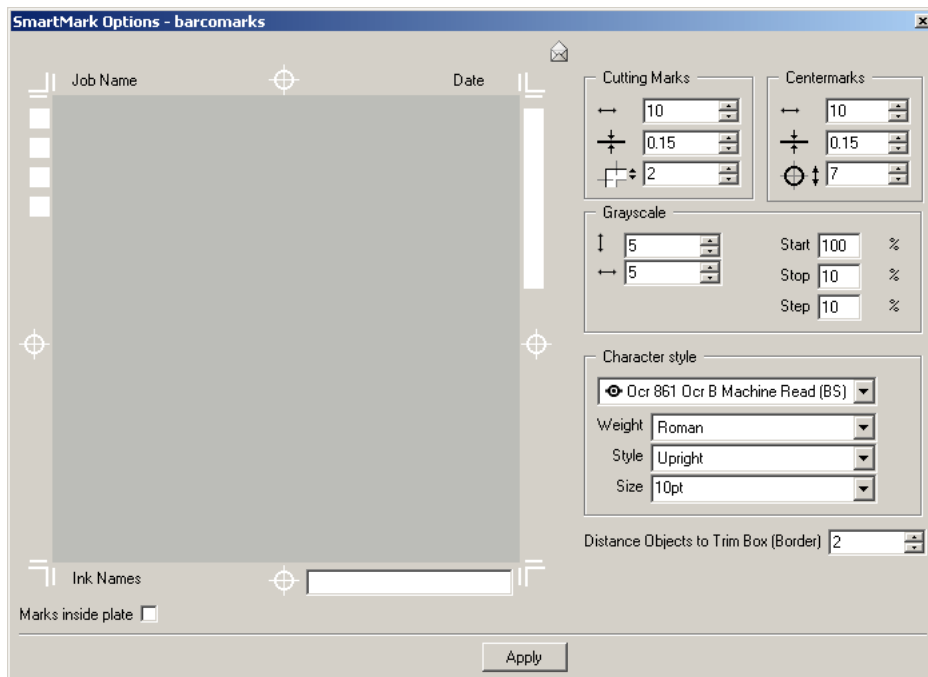 SmartMark Options - barcomarks
Job Name
Date
Ink Names
Marks inside plate
Cutting Marks
10
0.15
2
Centermarks
10
0.15
7
Grayscale
5
5
Start 100 %
Stop 10 %
Step 10 %
Character style
Ocr 861 Ocr B Machine Read (BS)
Weight Roman
Style Upright
Size 10pt
Distance Objects to Trim Box (Border) 2
Apply